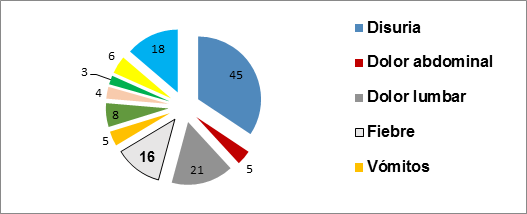 45
5
21
16
5
8
4
3
6
18
Disuria
Dolor abdominal
Dolor lumbar
Fiebre
Vómitos